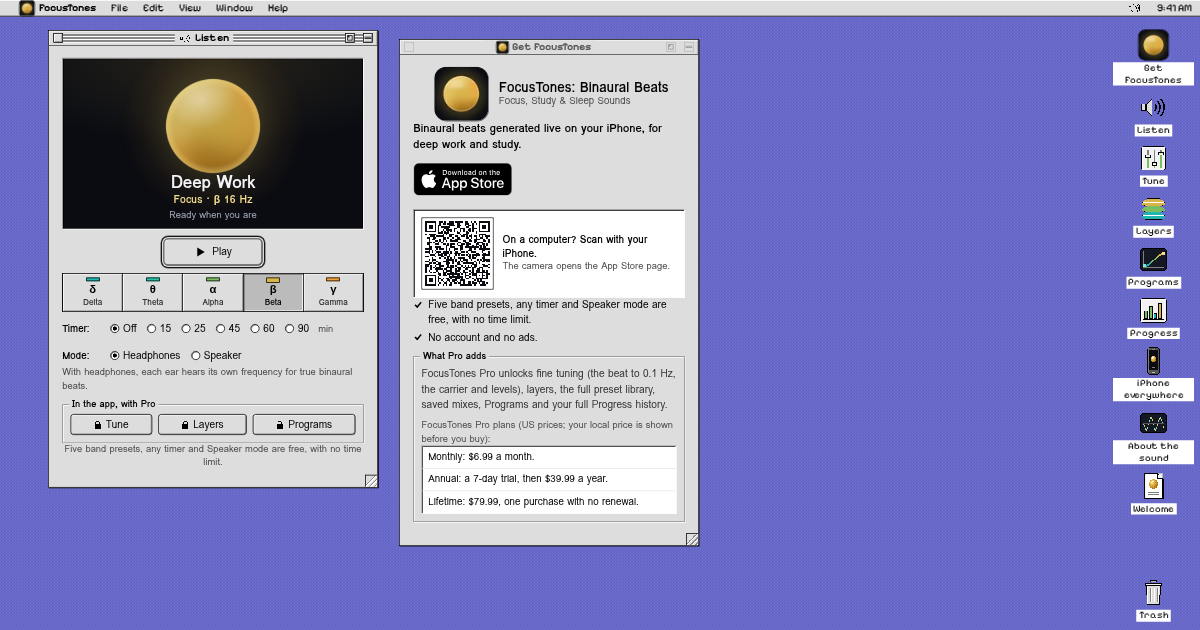 FocusTones File Edit View Window Help
9:41 AM
Listen
Deep Work
Focus · β 16 Hz
Ready when you are
Play
δ θ α β γ
Delta Theta Alpha Beta Gamma
Timer: Off 15 25 45 60 90 min
Mode: Headphones Speaker
With headphones, each ear hears its own frequency for true binaural
beats.
In the app, with Pro
Tune Layers Programs
Five band presets, any timer and Speaker mode are free, with no time
limit.
Get FocusTones
FocusTones: Binaural Beats
Focus, Study & Sleep Sounds
Binaural beats generated live on your iPhone, for
deep work and study.
Download on the
App Store
On a computer? Scan with your
iPhone.
The camera opens the App Store page.
Five band presets, any timer and Speaker mode are
free, with no time limit.
No account and no ads.
What Pro adds
FocusTones Pro unlocks fine tuning (the beat to 0.1 Hz,
the carrier and levels), layers, the full preset library,
saved mixes, Programs and your full Progress history.
FocusTones Pro plans (US prices; your local price is shown
before you buy):
Monthly: $6.99 a month.
Annual: a 7-day trial, then $39.99 a year.
Lifetime: $79.99, one purchase with no renewal.
Get
FocusTones
Listen
Tune
Layers
Programs
Progress
iPhone
everywhere
About the
sound
Welcome
Trash